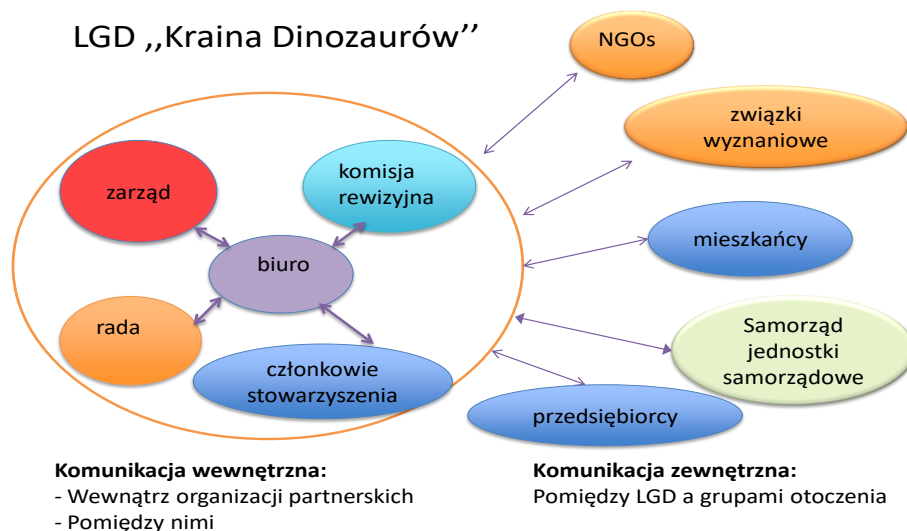 LGD ,,Kraina Dinozaurów’’
NGOs
związki
wyznaniowe
zarząd
komisja
rewizyjna
mieszkańcy
biuro
rada
Samorząd
jednostki
samorządowe
członkowie
stowarzyszenia
przedsiębiorcy
Komunikacja wewnętrzna:
- Wewnątrz organizacji partnerskich
- Pomiędzy nimi
Komunikacja zewnętrzna:
Pomiędzy LGD a grupami otoczenia